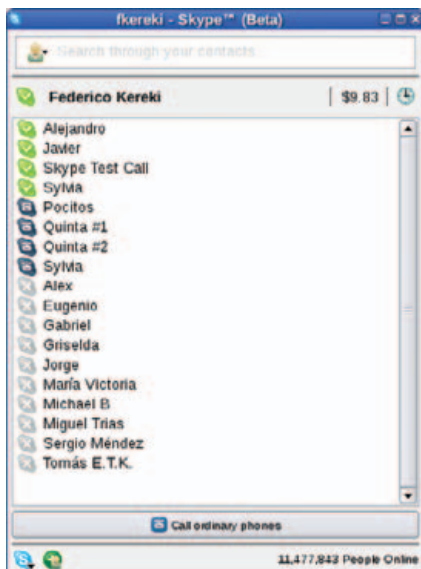 fkereki - Skype™ (Beta)
Search through your contacts
Federico Kereki $9.83
Alejandro
Javier
Skype Test Call
Sylvia
Pocitos
Quinta #1
Quinta #2
Sylvia
Alex
Eugenio
Gabriel
Griselda
Jorge
María Victoria
Michael B
Miguel Trias
Sergio Méndez
Tomás E.T.K.
Call ordinary phones
11,477,843 People Online